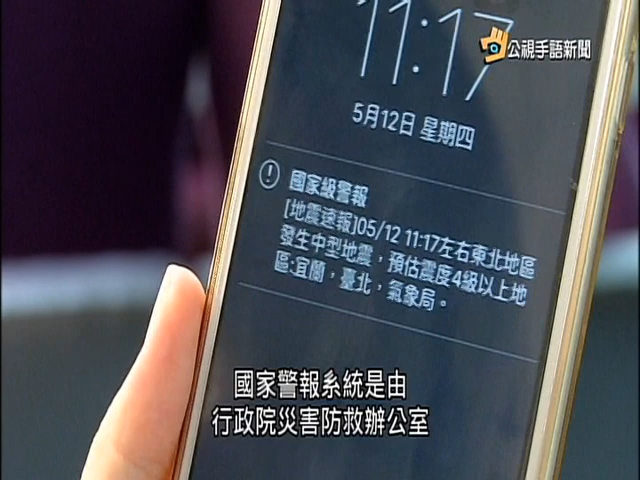 公視手語新聞
11:17
5月12日 星期四
國家級警報
[地震速報]05/12 11:17左右東北地區
發生中型地震，預估震度4級以上地
區:宜蘭，臺北，氣象局。
國家警報系統是由
行政院災害防救辦公室